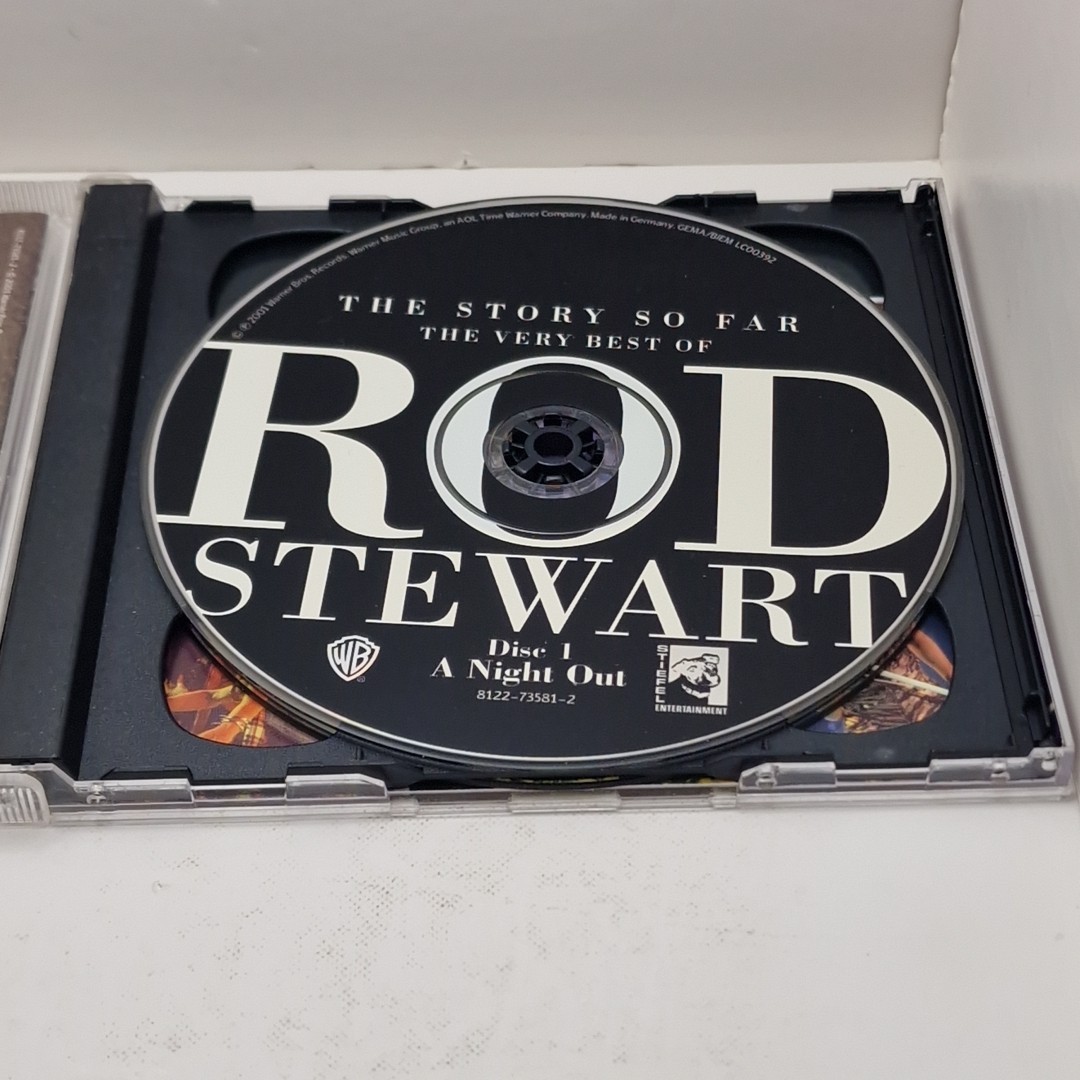 © ℗ 2001 Warner Bros. Records. Warner Music Group, an AOL Time Warner Company. Made in Germany. GEMA/BIEM LC00392
THE STORY SO FAR
THE VERY BEST OF
ROD
STEWART
Disc 1
A Night Out
8122-73581-2
WB
STIEFEL
ENTERTAINMENT